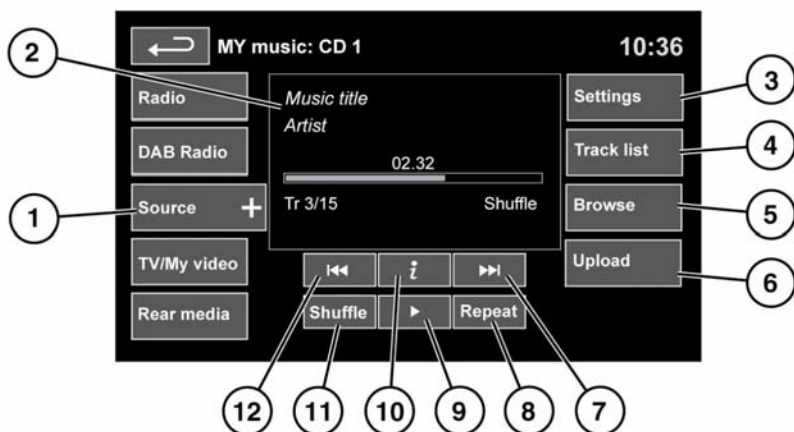 MY music: CD 1
10:36
Radio
DAB Radio
Source +
TV/My video
Rear media
Music title
Artist
02.32
Tr 3/15 Shuffle
i
Shuffle
Repeat
Settings
Track list
Browse
Upload
1
2
3
4
5
6
7
8
9
10
11
12